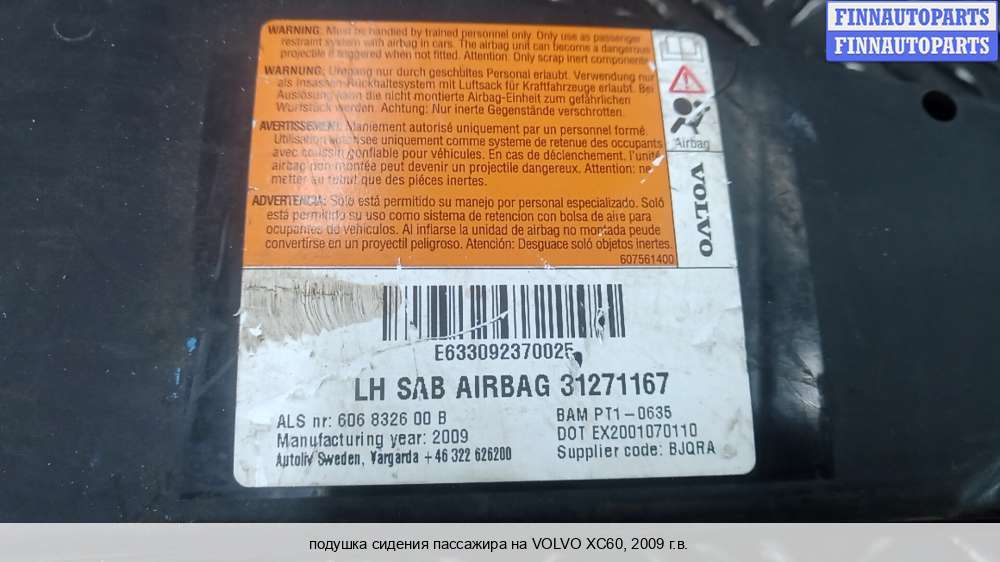 FINNAUTOPARTS
FINNAUTOPARTS
WARNING: Must be handled by trained personnel only. Only use as passenger
restraint system with airbag in cars. The airbag unit can become a dangerous
projectile if triggered when not fitted. Attention: Only scrap inert components
WARNUNG: Umgang nur durch geschbltes Personal erlaubt. Verwendung nur
als Insassen-Rückhaltesystem mit Luftsack für Kraftfahrzeuge erlaubt. Bei
Auslösung kann die nicht montierte Airbag-Einheit zum gefährlichen
Wurfstück werden. Achtung: Nur inerte Gegenstände verschrotten.
AVERTISSEMENT: Maniement autorisé uniquement par un personnel formé.
Utilisation autorisée uniquement comme système de retenue des occupants
avec coussin gonflable pour véhicules. En cas de déclenchement, l'unité
airbag non montée peut devenir un projectile dangereux. Attention: ne
mettre au rebut que des piéces inertes.
ADVERTENCIA: Solo está permitido su manejo por personal especializado. Soló
está permitido su uso como sistema de retencion con bolsa de aire para
ocupantes de vehículos. Al infiarse la unidad de airbag no montada peude
convertirse en un proyectil peligroso. Atención: Desguace soló objetos inertes.
607561400
Airbag
VOLVO
E633092370025
LH SAB AIRBAG 31271167
ALS nr: 606 8326 00 B
Manufacturing year: 2009
Autoliv Sweden, Vargarda +46 322 626200
BAM PT1-0635
DOT EX2001070110
Supplier code: BJQRA
подушка сидения пассажира на VOLVO XC60, 2009 г.в.